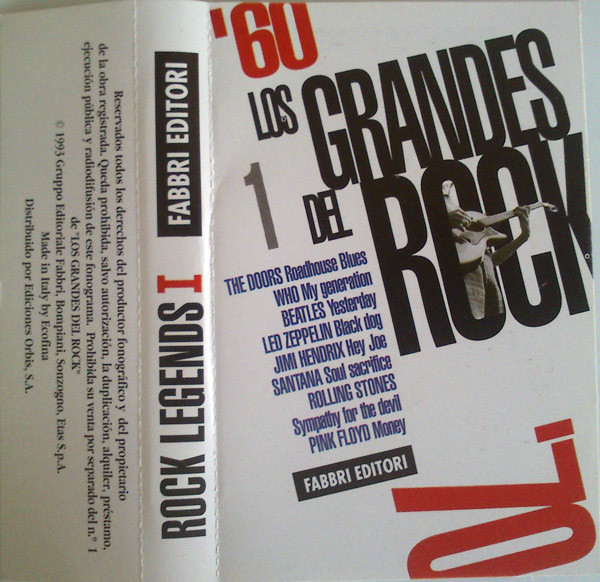 Reservados todos los derechos del productor fonográfico y del propietario
de la obra registrada. Queda prohibida, salvo autorización, la duplicación, alquiler, préstamo,
ejecución pública y radiodifusión de este fonograma. Prohibida su venta por separado del n.º 1
de "LOS GRANDES DEL ROCK"
© 1993 Gruppo Editoriale Fabbri, Bompiani, Sonzogno, Etas S.p.A.
Made in Italy by Ecofina
Distribuido por Ediciones Orbis, S.A.
ROCK LEGENDS I
FABBRI EDITORI
'60
LOS GRANDES
1 DEL ROCK
THE DOORS Roadhouse Blues
WHO My generation
BEATLES Yesterday
LED ZEPPELIN Black dog
JIMI HENDRIX Hey Joe
SANTANA Soul sacrifice
ROLLING STONES
Sympathy for the devil
PINK FLOYD Money
FABBRI EDITORI
'70